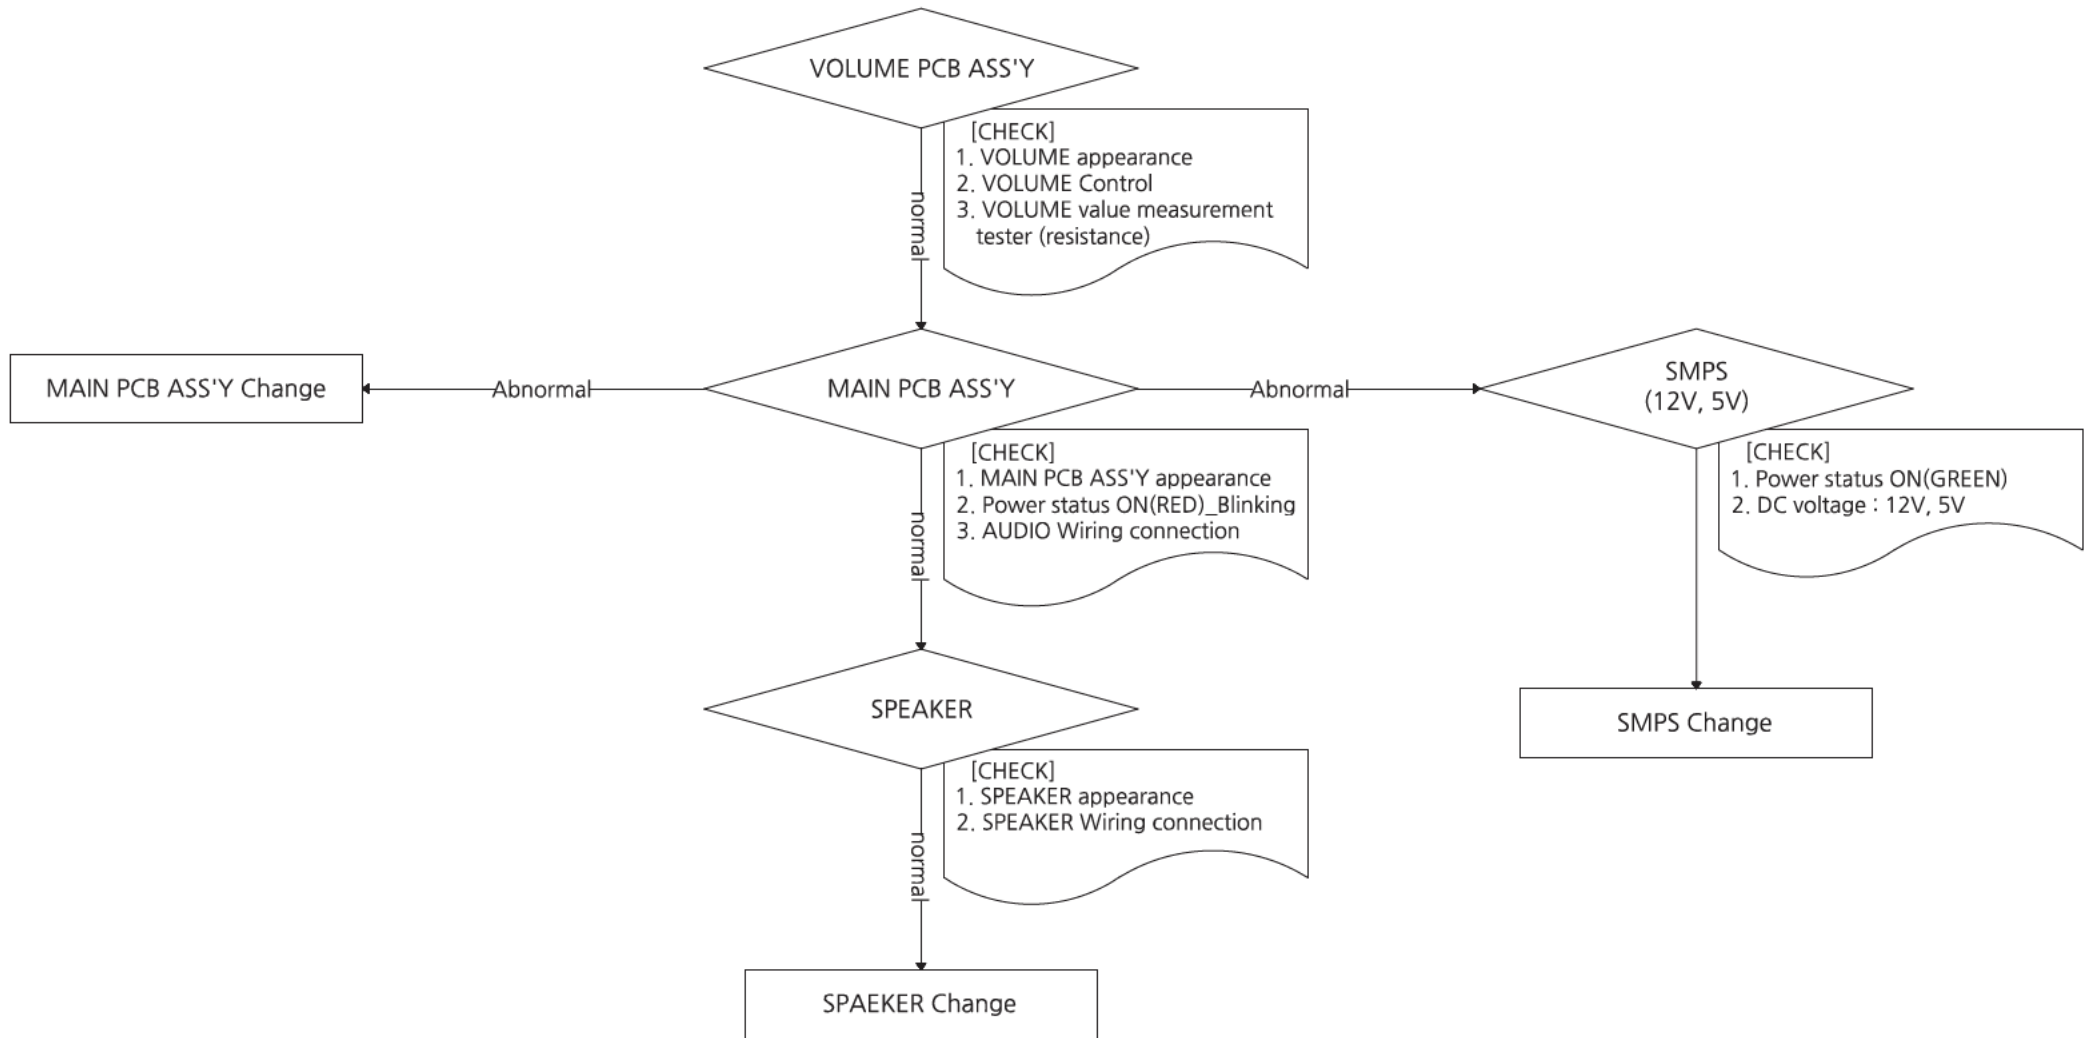 VOLUME PCB ASS'Y
[CHECK]
1. VOLUME appearance
2. VOLUME Control
3. VOLUME value measurement
tester (resistance)
normal
MAIN PCB ASS'Y Change
Abnormal
MAIN PCB ASS'Y
Abnormal
SMPS
(12V, 5V)
[CHECK]
1. MAIN PCB ASS'Y appearance
2. Power status ON(RED)_Blinking
3. AUDIO Wiring connection
normal
[CHECK]
1. Power status ON(GREEN)
2. DC voltage : 12V, 5V
SPEAKER
SMPS Change
[CHECK]
1. SPEAKER appearance
2. SPEAKER Wiring connection
normal
SPAEKER Change